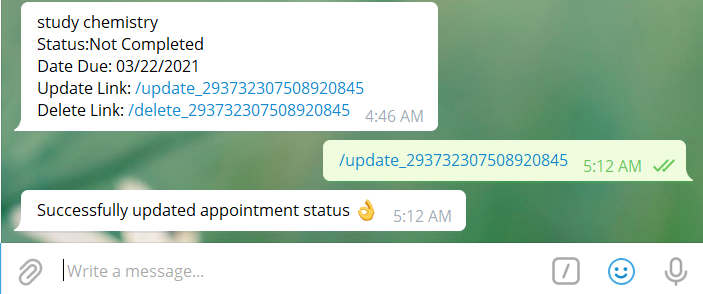 study chemistry
Status:Not Completed
Date Due: 03/22/2021
Update Link: /update_293732307508920845
Delete Link: /delete_293732307508920845
4:46 AM
/update_293732307508920845
5:12 AM
Successfully updated appointment status 👌
5:12 AM
Write a message...